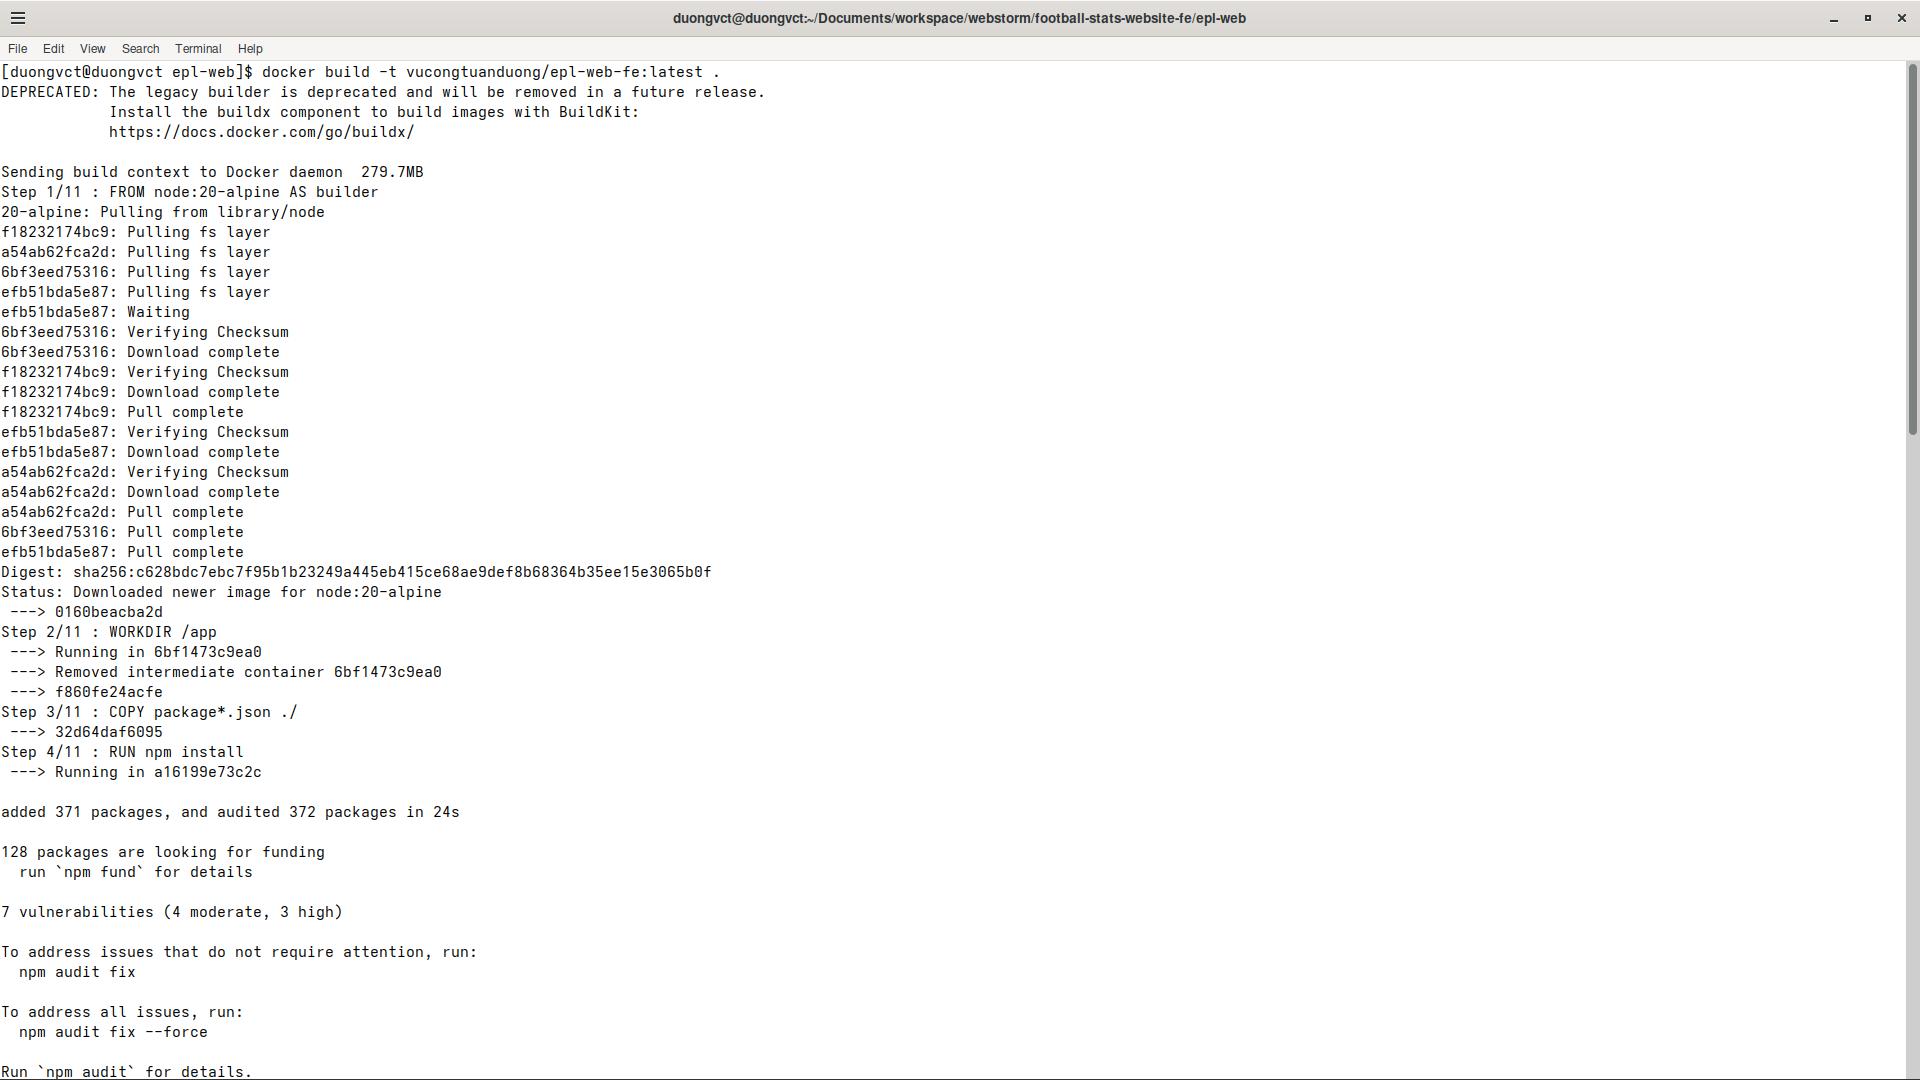 duongvct@duongvct:~/Documents/workspace/webstorm/football-stats-website-fe/epl-web
File Edit View Search Terminal Help
[duongvct@duongvct epl-web]$ docker build -t vucongtuanduong/epl-web-fe:latest .
DEPRECATED: The legacy builder is deprecated and will be removed in a future release.
            Install the buildx component to build images with BuildKit:
            https://docs.docker.com/go/buildx/

Sending build context to Docker daemon  279.7MB
Step 1/11 : FROM node:20-alpine AS builder
20-alpine: Pulling from library/node
f18232174bc9: Pulling fs layer
a54ab62fca2d: Pulling fs layer
6bf3eed75316: Pulling fs layer
efb51bda5e87: Pulling fs layer
efb51bda5e87: Waiting
6bf3eed75316: Verifying Checksum
6bf3eed75316: Download complete
f18232174bc9: Verifying Checksum
f18232174bc9: Download complete
f18232174bc9: Pull complete
efb51bda5e87: Verifying Checksum
efb51bda5e87: Download complete
a54ab62fca2d: Verifying Checksum
a54ab62fca2d: Download complete
a54ab62fca2d: Pull complete
6bf3eed75316: Pull complete
efb51bda5e87: Pull complete
Digest: sha256:c628bdc7ebc7f95b1b23249a445eb415ce68ae9def8b68364b35ee15e3065b0f
Status: Downloaded newer image for node:20-alpine
 ---> 0160beacba2d
Step 2/11 : WORKDIR /app
 ---> Running in 6bf1473c9ea0
 ---> Removed intermediate container 6bf1473c9ea0
 ---> f860fe24acfe
Step 3/11 : COPY package*.json ./
 ---> 32d64daf6095
Step 4/11 : RUN npm install
 ---> Running in a16199e73c2c

added 371 packages, and audited 372 packages in 24s

128 packages are looking for funding
  run `npm fund` for details

7 vulnerabilities (4 moderate, 3 high)

To address issues that do not require attention, run:
  npm audit fix

To address all issues, run:
  npm audit fix --force

Run `npm audit` for details.